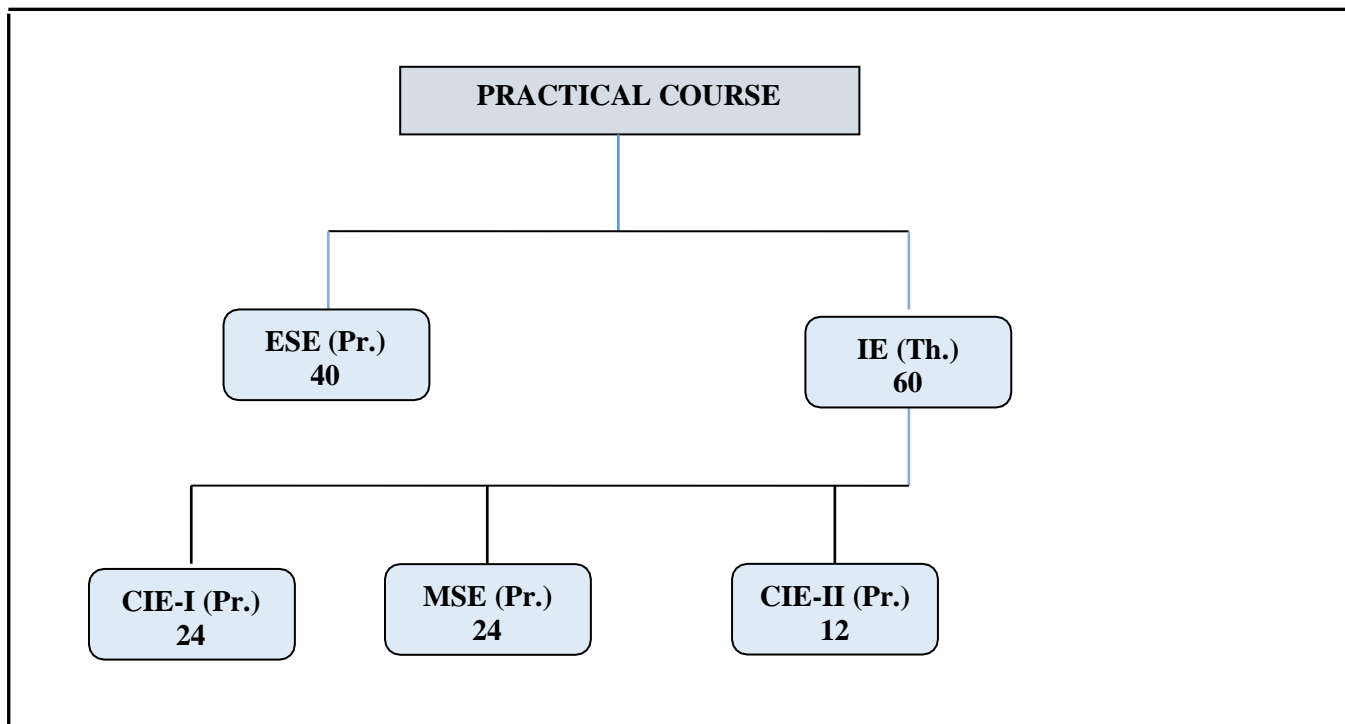 PRACTICAL COURSE
ESE (Pr.)
40
IE (Th.)
60
CIE-I (Pr.)
24
MSE (Pr.)
24
CIE-II (Pr.)
12